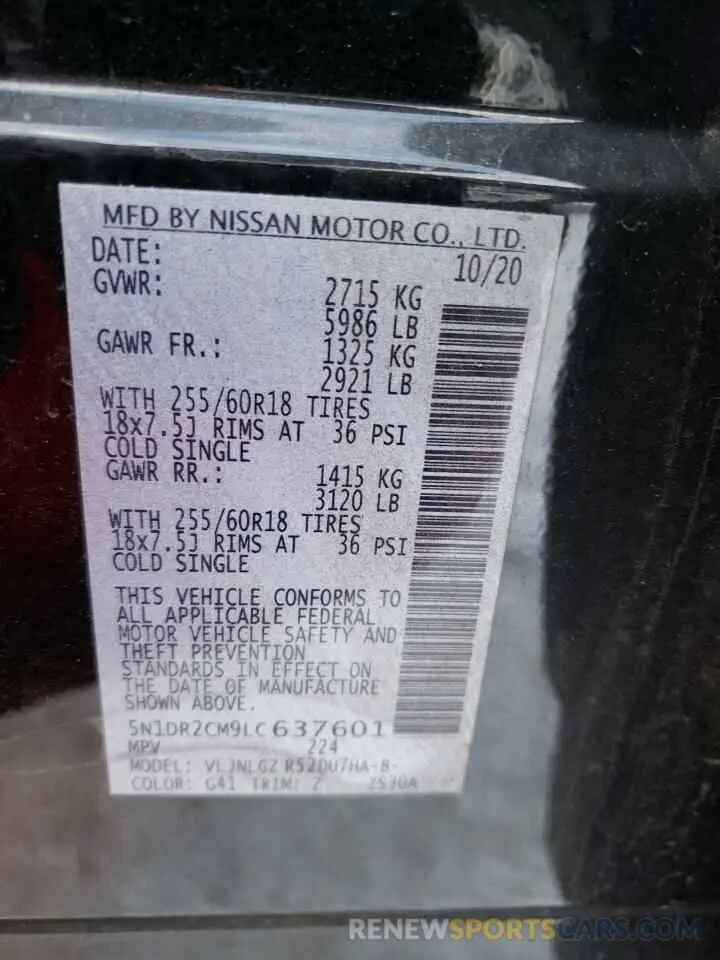 MFD BY NISSAN MOTOR CO., LTD.
DATE: 10/20
GVWR: 2715 KG
5986 LB
GAWR FR.: 1325 KG
2921 LB
WITH 255/60R18 TIRES
18x7.5J RIMS AT 36 PSI
COLD SINGLE
GAWR RR.: 1415 KG
3120 LB
WITH 255/60R18 TIRES
18x7.5J RIMS AT 36 PSI
COLD SINGLE
THIS VEHICLE CONFORMS TO
ALL APPLICABLE FEDERAL
MOTOR VEHICLE SAFETY AND
THEFT PREVENTION
STANDARDS IN EFFECT ON
THE DATE OF MANUFACTURE
SHOWN ABOVE.
5N1DR2CM9LC637601
MPV 224
MODEL:
COLOR: G41 TRIM: Z
RENEWSPORTSCARS.COM